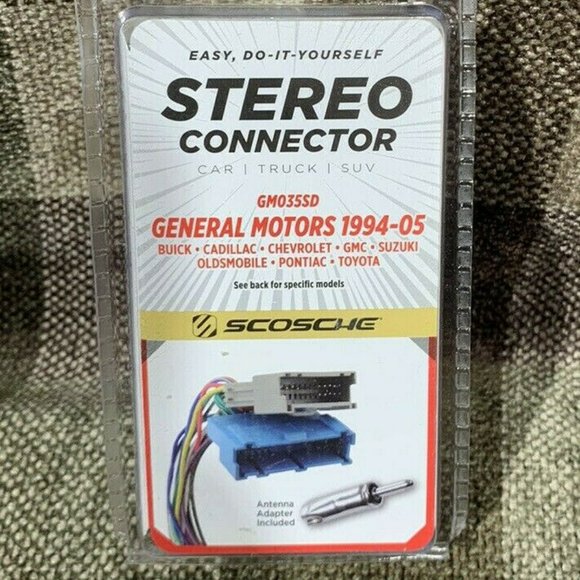 EASY, DO-IT-YOURSELF
STEREO
CONNECTOR
CAR | TRUCK | SUV
GM035SD
GENERAL MOTORS 1994-05
BUICK • CADILLAC • CHEVROLET • GMC • SUZUKI
OLDSMOBILE • PONTIAC • TOYOTA
See back for specific models
SCOSCHE
Antenna
Adapter
Included